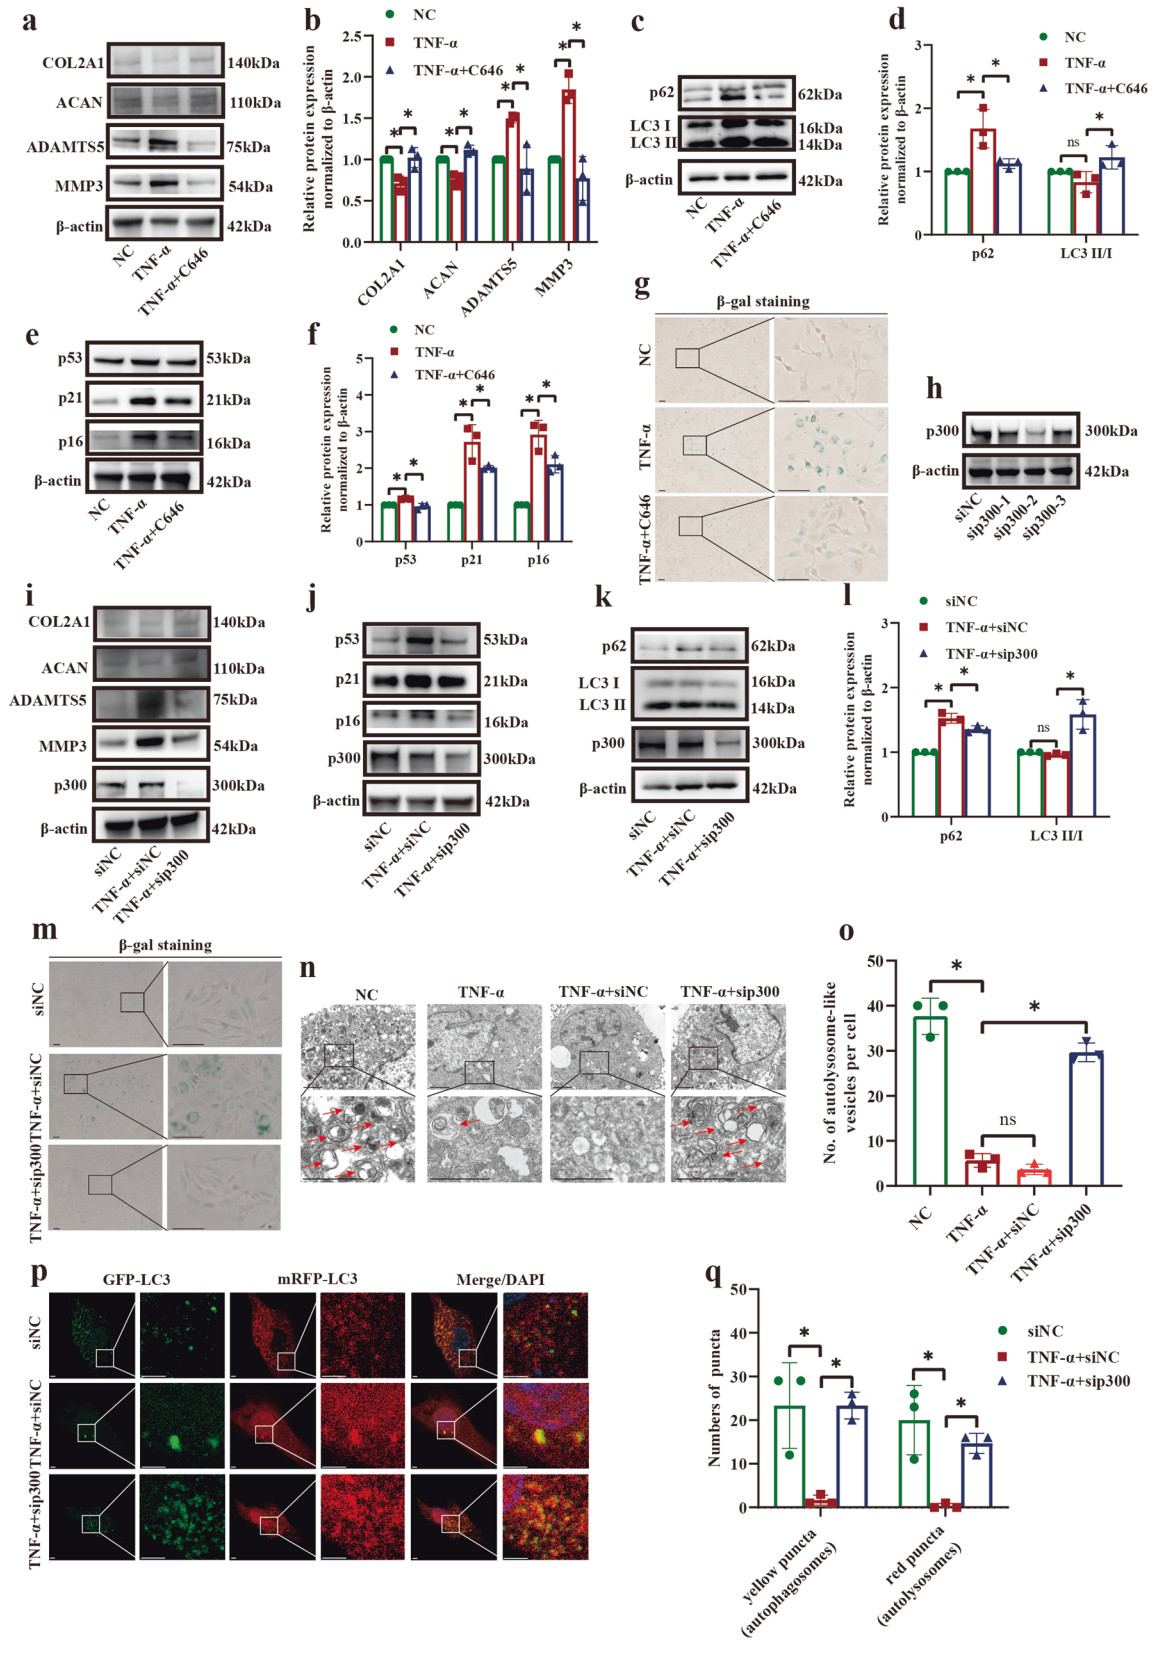 a
COL2A1
140kDa
ACAN
110kDa
ADAMTS5
75kDa
MMP3
54kDa
β-actin
42kDa
NC
TNF-α
TNF-α+C646
b
NC
TNF-α
TNF-α+C646
Relative protein expression
normalized to β-actin
2.5
2.0
1.5
1.0
0.5
0.0
* * * * * * * *
COL2A1
ACAN
ADAMTS5
MMP3
c
p62
62kDa
LC3 I
16kDa
LC3 II
14kDa
β-actin
42kDa
NC
TNF-α
TNF-α+C646
d
NC
TNF-α
TNF-α+C646
Relative protein expression
normalized to β-actin
3
2
1
0
* * ns *
p62
LC3 II/I
e
p53
53kDa
p21
21kDa
p16
16kDa
β-actin
42kDa
NC
TNF-α
TNF-α+C646
f
NC
TNF-α
TNF-α+C646
Relative protein expression
normalized to β-actin
5
4
3
2
1
0
* * * * * *
p53
p21
p16
g
β-gal staining
NC
TNF-α
TNF-α+C646
h
p300
300kDa
β-actin
42kDa
siNC
sip300-1
sip300-2
sip300-3
i
COL2A1
140kDa
ACAN
110kDa
ADAMTS5
75kDa
MMP3
54kDa
p300
300kDa
β-actin
42kDa
siNC
TNF-α+siNC
TNF-α+sip300
j
p53
53kDa
p21
21kDa
p16
16kDa
p300
300kDa
β-actin
42kDa
siNC
TNF-α+siNC
TNF-α+sip300
k
p62
62kDa
LC3 I
16kDa
LC3 II
14kDa
p300
300kDa
β-actin
42kDa
siNC
TNF-α+siNC
TNF-α+sip300
l
siNC
TNF-α+siNC
TNF-α+sip300
Relative protein expression
normalized to β-actin
3
2
1
0
* * ns *
p62
LC3 II/I
m
β-gal staining
siNC
TNF-α+siNC
TNF-α+sip300
n
NC
TNF-α
TNF-α+siNC
TNF-α+sip300
o
No. of autolysosome-like
vesicles per cell
50
40
30
20
10
0
* * ns
NC
TNF-α
TNF-α+siNC
TNF-α+sip300
p
GFP-LC3
mRFP-LC3
Merge/DAPI
siNC
TNF-α+siNC
TNF-α+sip300
q
Numbers of puncta
50
40
30
20
10
0
* * * *
siNC
TNF-α+siNC
TNF-α+sip300
yellow puncta
(autophagosomes)
red puncta
(autolysosomes)